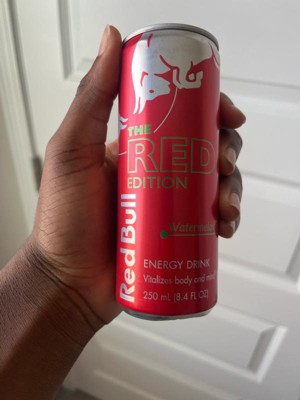 THE
RED
EDITION
Red Bull
Watermelon
ENERGY DRINK
Vitalizes body and mind
250 ml (8.4 FL OZ)